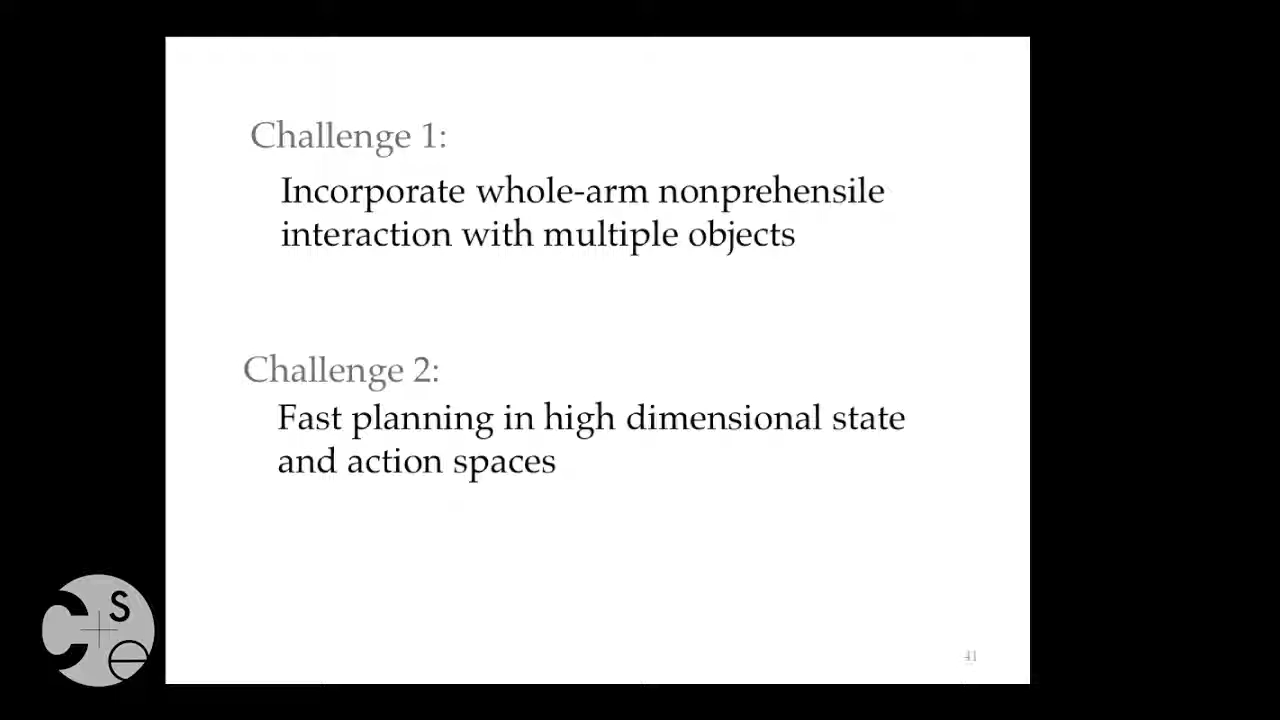 Challenge 1:
Incorporate whole-arm nonprehensile
interaction with multiple objects
Challenge 2:
Fast planning in high dimensional state
and action spaces
41
c s
e